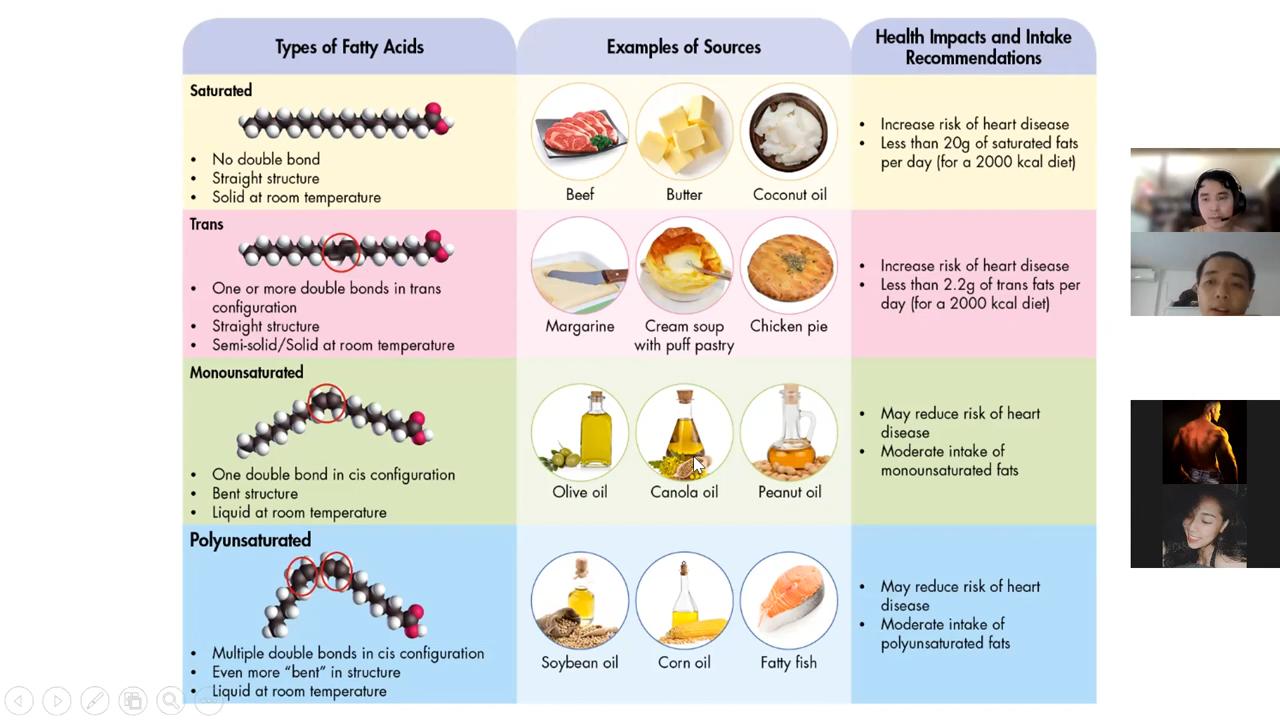 Types of Fatty Acids
Examples of Sources
Health Impacts and Intake
Recommendations
Saturated
• No double bond
• Straight structure
• Solid at room temperature
Beef
Butter
Coconut oil
• Increase risk of heart disease
• Less than 20g of saturated fats
per day (for a 2000 kcal diet)
Trans
• One or more double bonds in trans
configuration
• Straight structure
• Semi-solid/Solid at room temperature
Margarine
Cream soup
with puff pastry
Chicken pie
• Increase risk of heart disease
• Less than 2.2g of trans fats per
day (for a 2000 kcal diet)
Monounsaturated
• One double bond in cis configuration
• Bent structure
• Liquid at room temperature
Olive oil
Canola oil
Peanut oil
• May reduce risk of heart
disease
• Moderate intake of
monounsaturated fats
Polyunsaturated
• Multiple double bonds in cis configuration
• Even more “bent” in structure
• Liquid at room temperature
Soybean oil
Corn oil
Fatty fish
• May reduce risk of heart
disease
• Moderate intake of
polyunsaturated fats